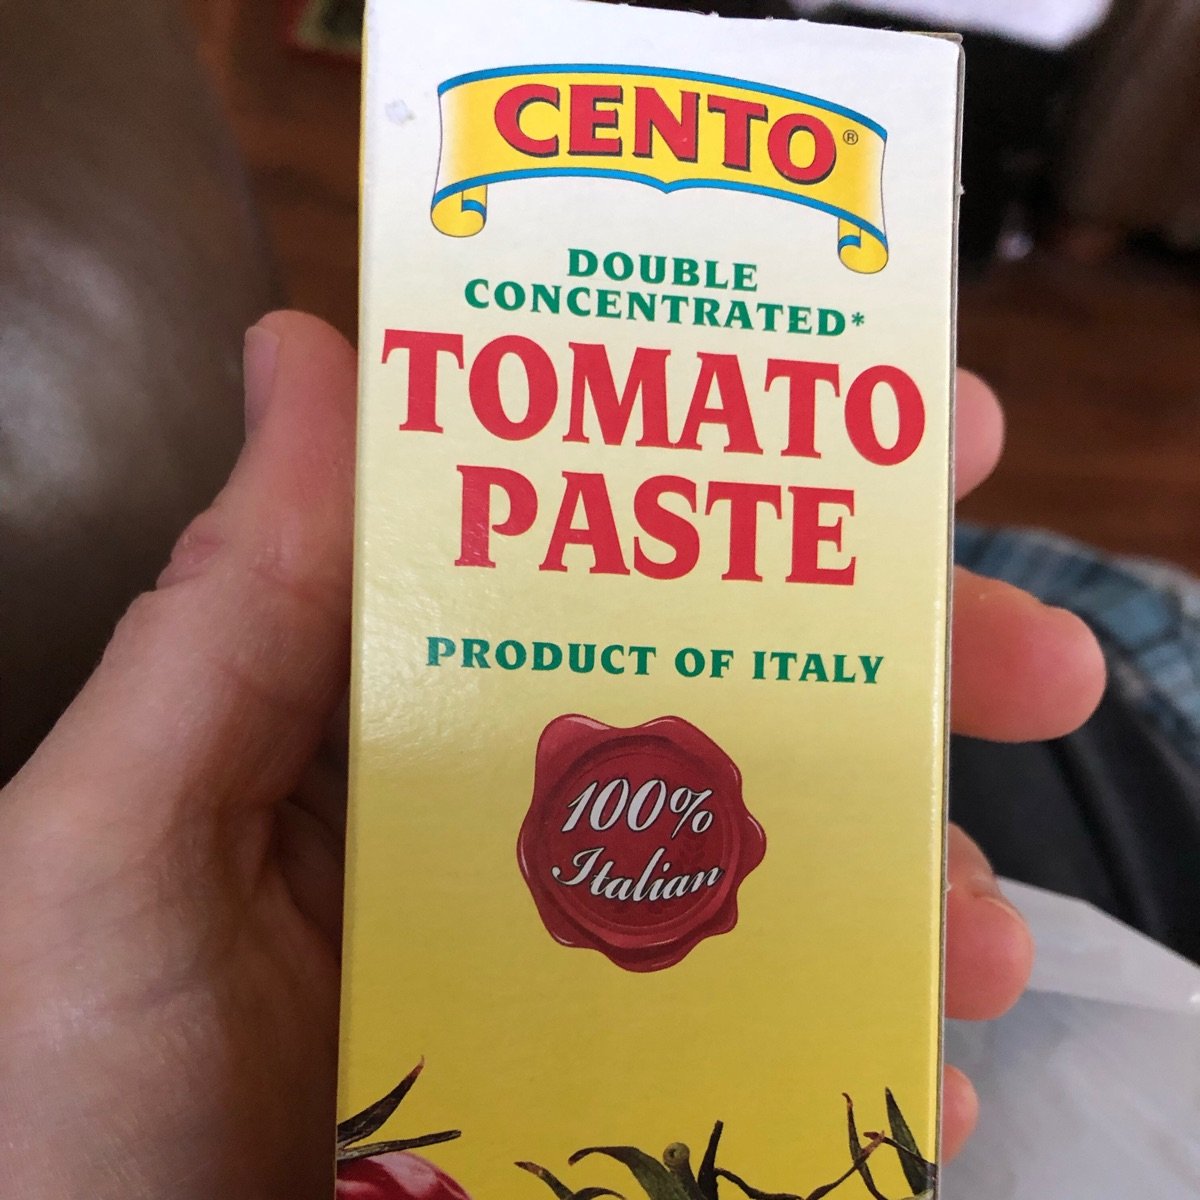 CENTO®
DOUBLE
CONCENTRATED*
TOMATO
PASTE
PRODUCT OF ITALY
100%
Italian